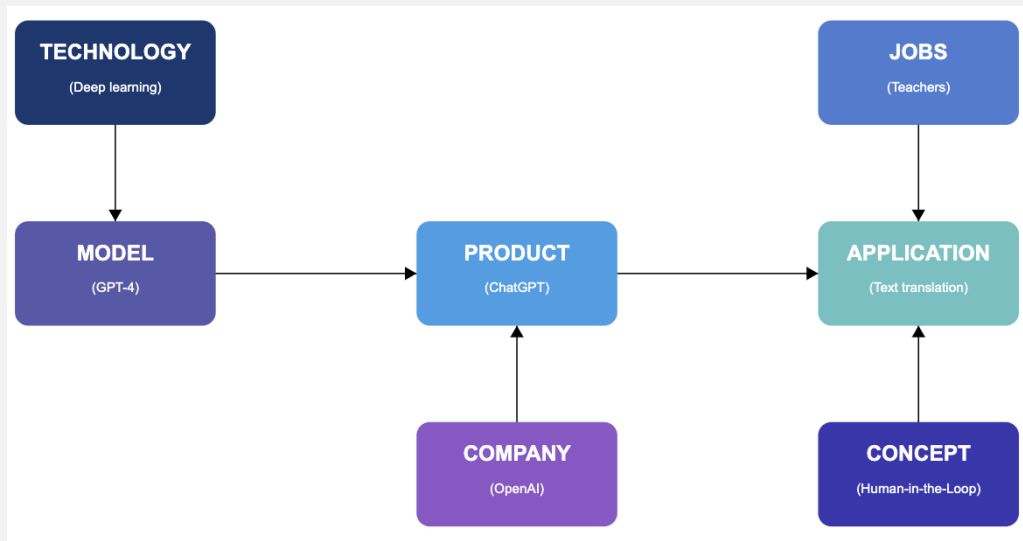 TECHNOLOGY
(Deep learning)
JOBS
(Teachers)
MODEL
(GPT-4)
PRODUCT
(ChatGPT)
APPLICATION
(Text translation)
COMPANY
(OpenAI)
CONCEPT
(Human-in-the-Loop)